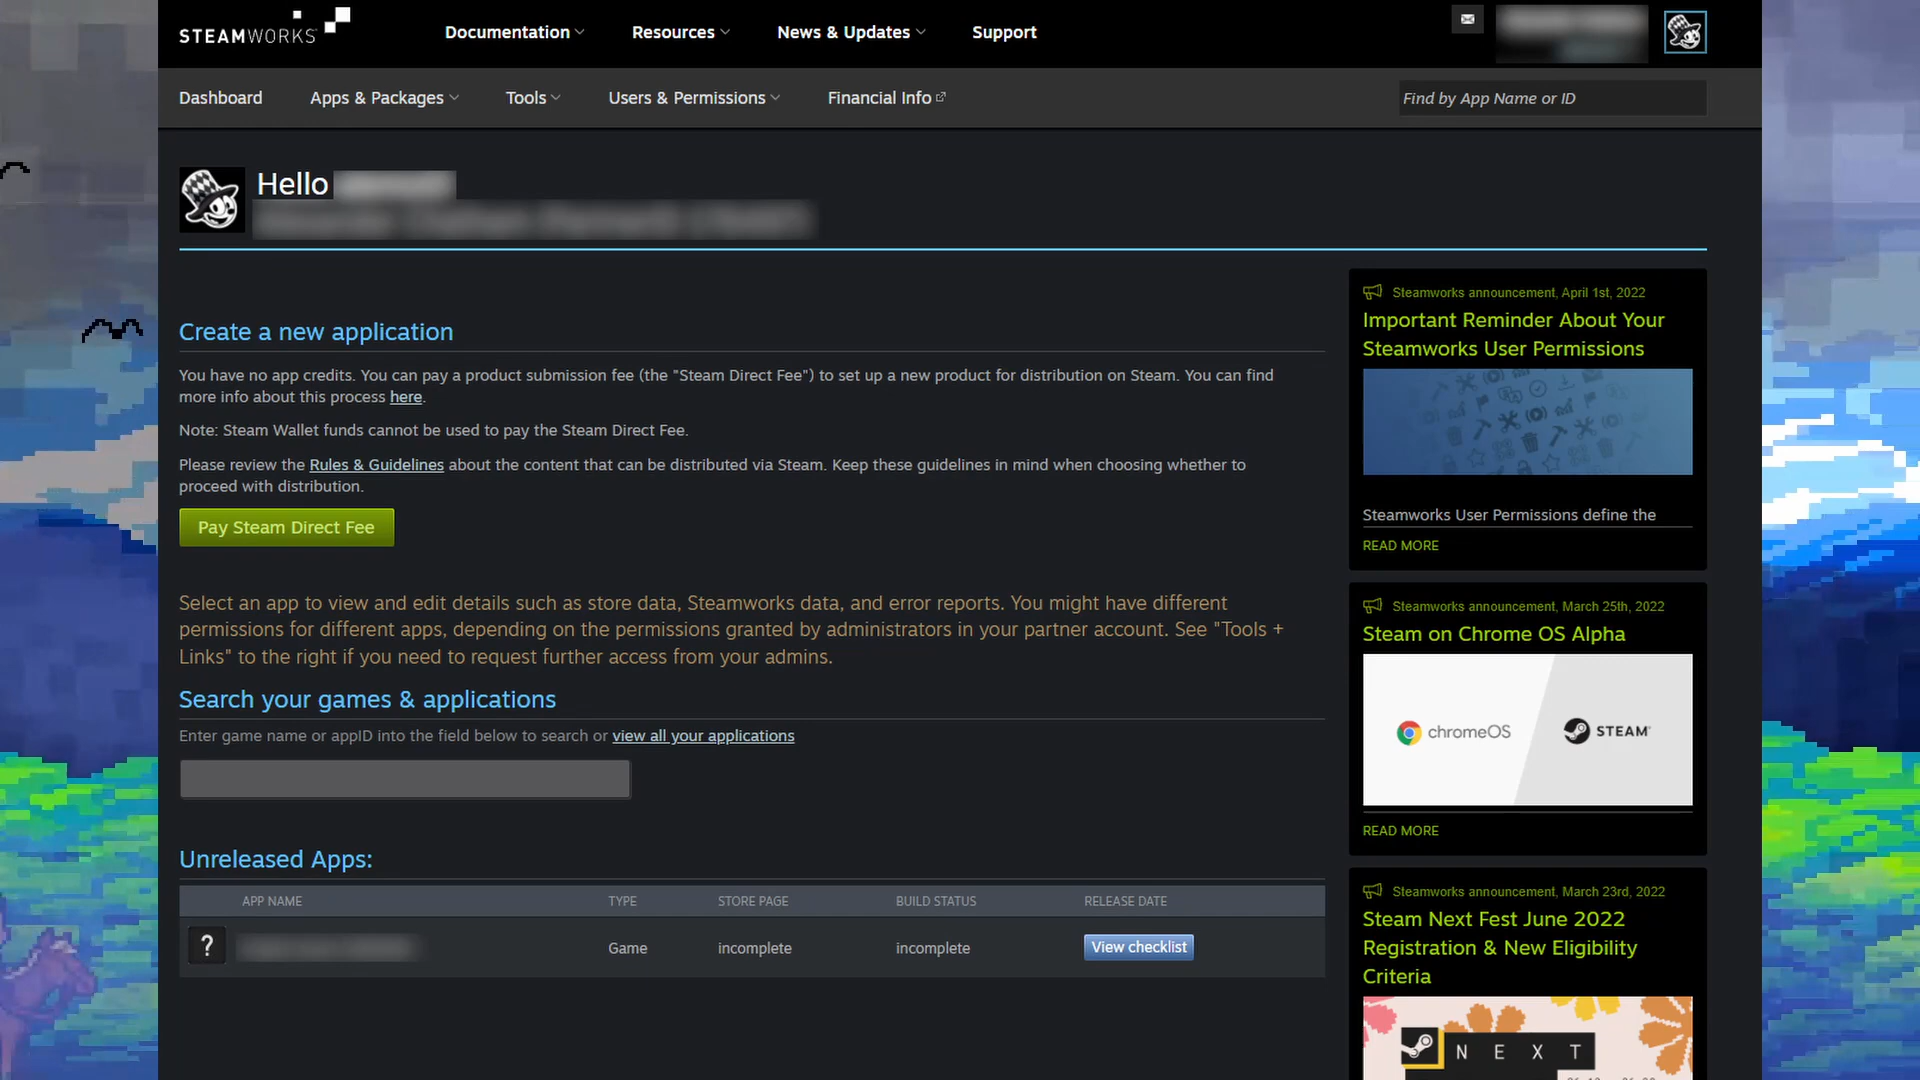 STEAMWORKS
Documentation
Resources
News & Updates
Support
Dashboard
Apps & Packages
Tools
Users & Permissions
Financial Info
Find by App Name or ID
Hello
Create a new application
You have no app credits. You can pay a product submission fee (the "Steam Direct Fee") to set up a new product for distribution on Steam. You can find
more info about this process here.
Note: Steam Wallet funds cannot be used to pay the Steam Direct Fee.
Please review the Rules & Guidelines about the content that can be distributed via Steam. Keep these guidelines in mind when choosing whether to
proceed with distribution.
Pay Steam Direct Fee
Select an app to view and edit details such as store data, Steamworks data, and error reports. You might have different
permissions for different apps, depending on the permissions granted by administrators in your partner account. See "Tools +
Links" to the right if you need to request further access from your admins.
Search your games & applications
Enter game name or appID into the field below to search or view all your applications
Unreleased Apps:
APP NAME
TYPE
STORE PAGE
BUILD STATUS
RELEASE DATE
?
Game
incomplete
incomplete
View checklist
Steamworks announcement, April 1st, 2022
Important Reminder About Your
Steamworks User Permissions
Steamworks User Permissions define the
READ MORE
Steamworks announcement, March 25th, 2022
Steam on Chrome OS Alpha
chromeOS
STEAM
READ MORE
Steamworks announcement, March 23rd, 2022
Steam Next Fest June 2022
Registration & New Eligibility
Criteria
NEXT